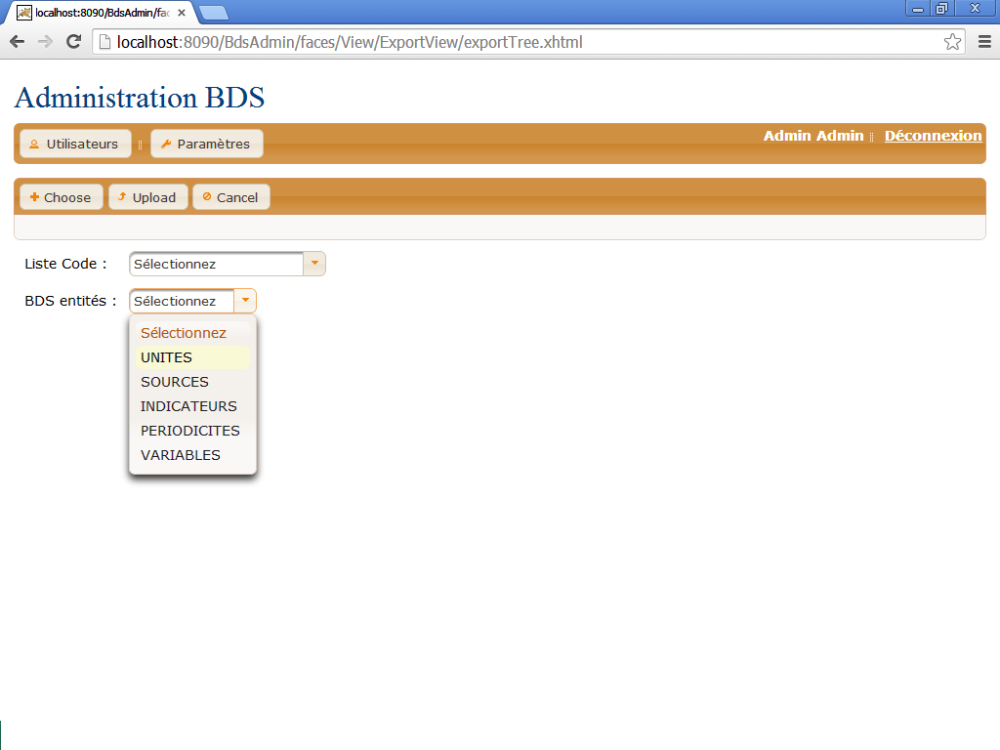 localhost:8090/BdsAdmin/fac
localhost:8090/BdsAdmin/faces/View/ExportView/exportTree.xhtml
Administration BDS
Utilisateurs Paramètres Admin Admin Déconnexion
Choose Upload Cancel
Liste Code : Sélectionnez
BDS entités : Sélectionnez
Sélectionnez
UNITES
SOURCES
INDICATEURS
PERIODICITES
VARIABLES